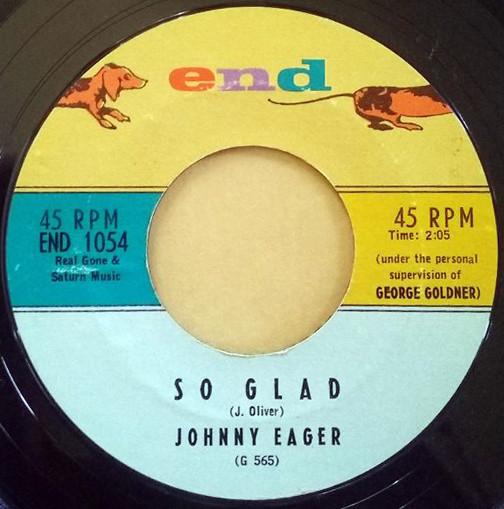 end
45 RPM
END 1054
Real Gone &
Saturn Music
45 RPM
Time: 2:05
(under the personal
supervision of
GEORGE GOLDNER)
SO GLAD
(J. Oliver)
JOHNNY EAGER
(G 565)